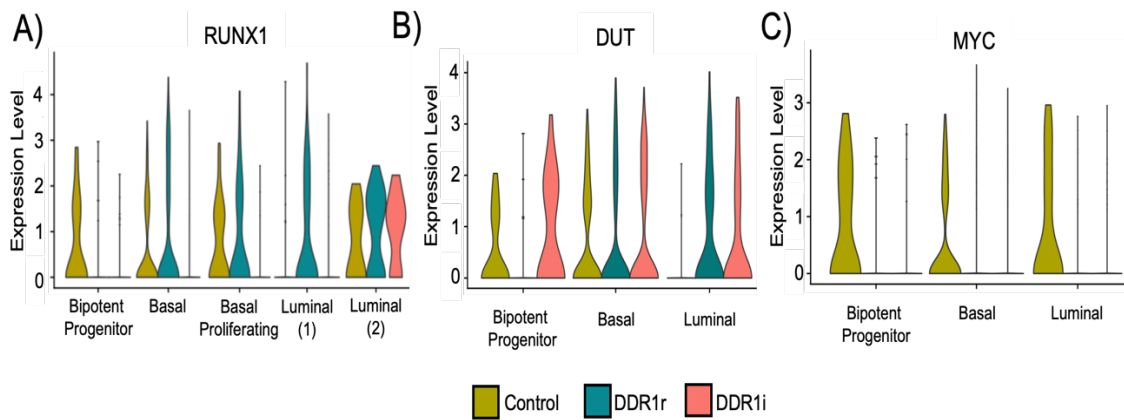 A)
RUNX1
Expression Level
4
3
2
1
0
Bipotent
Progenitor
Basal
Basal
Proliferating
Luminal
(1)
Luminal
(2)
B)
DUT
Expression Level
4
3
2
1
0
Bipotent
Progenitor
Basal
Luminal
C)
MYC
Expression Level
3
2
1
0
Bipotent
Progenitor
Basal
Luminal
Control
DDR1r
DDR1i